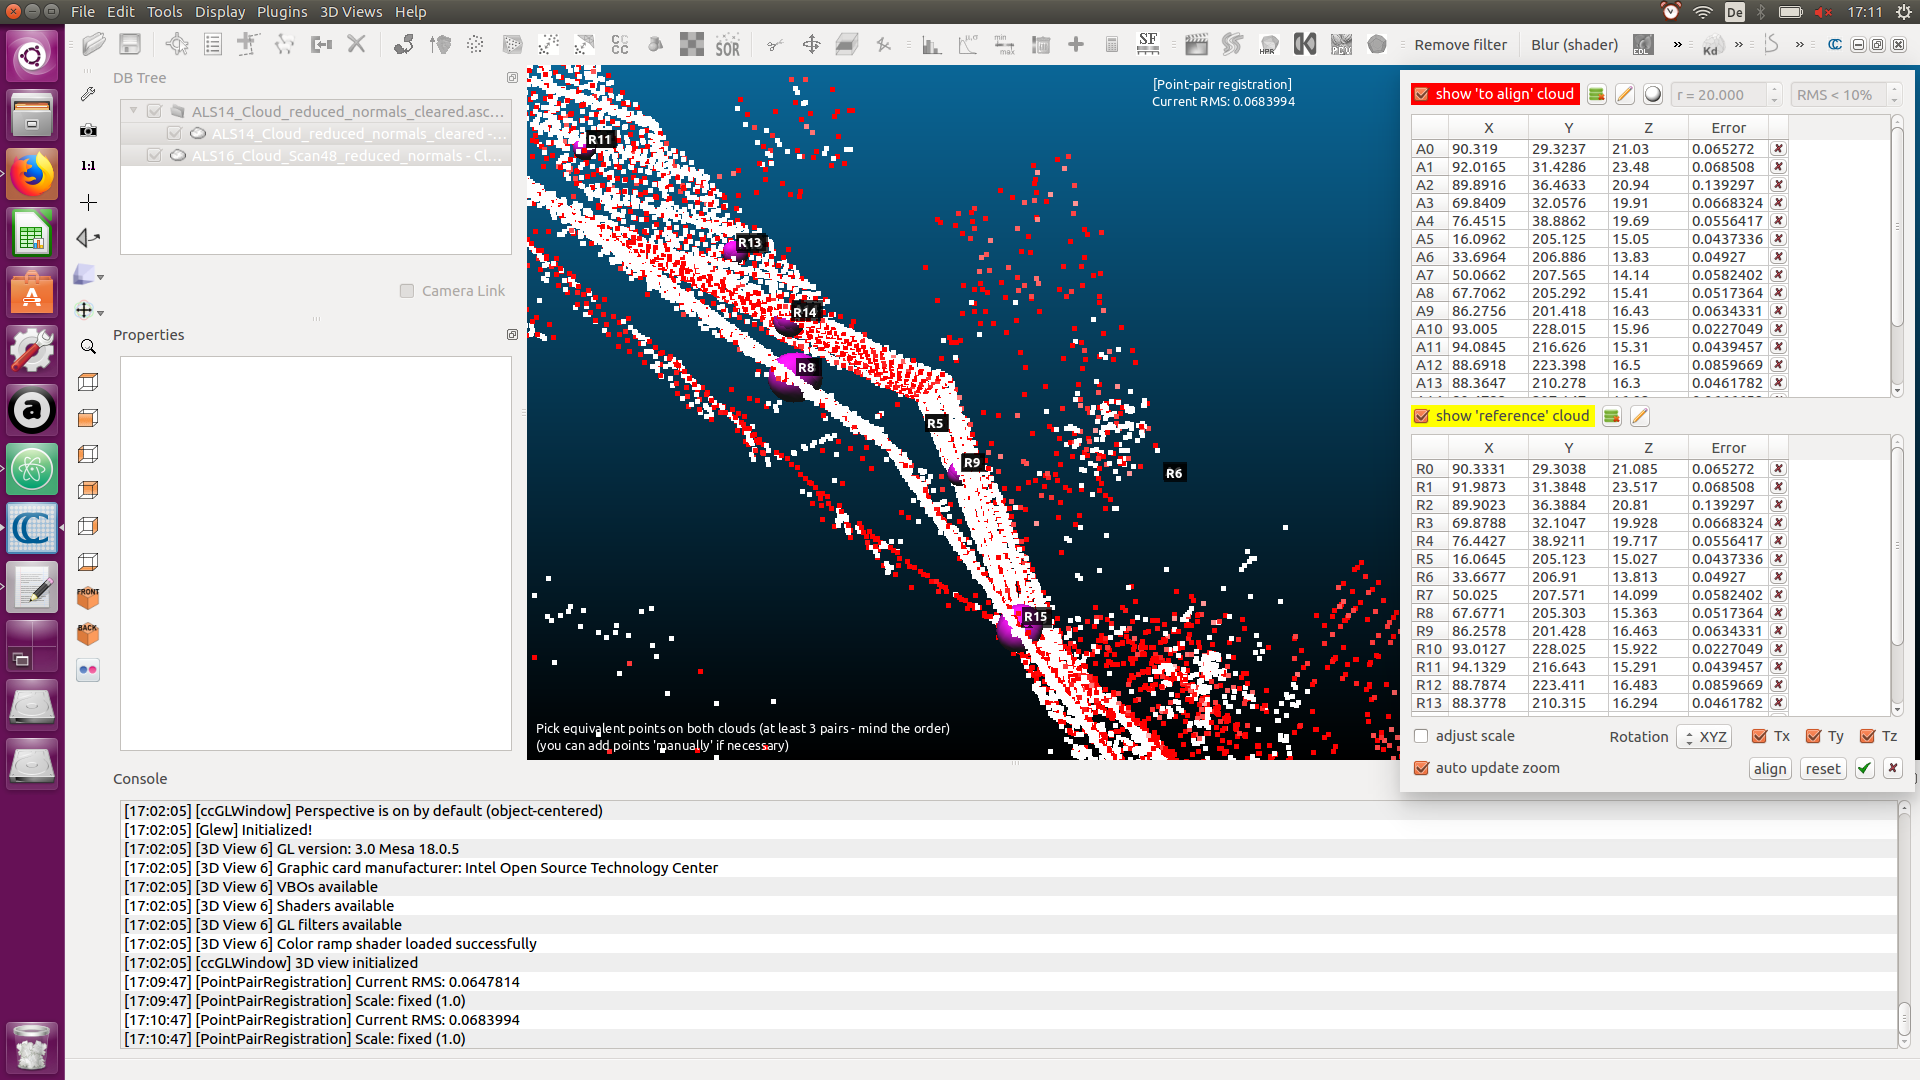 File Edit Tools Display Plugins 3D Views Help
De 17:11
CC CC SOR SF HPR PCV Remove filter Blur (shader) EDL » Kd » »
DB Tree
ALS14_Cloud_reduced_normals_cleared.asc...
ALS14_Cloud_reduced_normals_cleared -...
ALS16_Cloud_Scan48_reduced_normals - Cl...
1:1
Camera Link
Properties
FRONT
BACK
[Point-pair registration]
Current RMS: 0.0683994
R11
R13
R14
R8
R5
R9
R6
R15
Pick equivalent points on both clouds (at least 3 pairs - mind the order)
(you can add points 'manually' if necessary)
show 'to align' cloud r = 20.000 RMS < 10%
X Y Z Error
A0 90.319 29.3237 21.03 0.065272
A1 92.0165 31.4286 23.48 0.068508
A2 89.8916 36.4633 20.94 0.139297
A3 69.8409 32.0576 19.91 0.0668324
A4 76.4515 38.8862 19.69 0.0556417
A5 16.0962 205.125 15.05 0.0437336
A6 33.6964 206.886 13.83 0.04927
A7 50.0662 207.565 14.14 0.0582402
A8 67.7062 205.292 15.41 0.0517364
A9 86.2756 201.418 16.43 0.0634331
A10 93.005 228.015 15.96 0.0227049
A11 94.0845 216.626 15.31 0.0439457
A12 88.6918 223.398 16.5 0.0859669
A13 88.3647 210.278 16.3 0.0461782
show 'reference' cloud
X Y Z Error
R0 90.3331 29.3038 21.085 0.065272
R1 91.9873 31.3848 23.517 0.068508
R2 89.9023 36.3884 20.81 0.139297
R3 69.8788 32.1047 19.928 0.0668324
R4 76.4427 38.9211 19.717 0.0556417
R5 16.0645 205.123 15.027 0.0437336
R6 33.6677 206.91 13.813 0.04927
R7 50.025 207.571 14.099 0.0582402
R8 67.6771 205.303 15.363 0.0517364
R9 86.2578 201.428 16.463 0.0634331
R10 93.0127 228.025 15.922 0.0227049
R11 94.1329 216.643 15.291 0.0439457
R12 88.7874 223.411 16.483 0.0859669
R13 88.3778 210.315 16.294 0.0461782
adjust scale Rotation XYZ Tx Ty Tz
auto update zoom align reset
Console
[17:02:05] [ccGLWindow] Perspective is on by default (object-centered)
[17:02:05] [Glew] Initialized!
[17:02:05] [3D View 6] GL version: 3.0 Mesa 18.0.5
[17:02:05] [3D View 6] Graphic card manufacturer: Intel Open Source Technology Center
[17:02:05] [3D View 6] VBOs available
[17:02:05] [3D View 6] Shaders available
[17:02:05] [3D View 6] GL filters available
[17:02:05] [3D View 6] Color ramp shader loaded successfully
[17:02:05] [ccGLWindow] 3D view initialized
[17:09:47] [PointPairRegistration] Current RMS: 0.0647814
[17:09:47] [PointPairRegistration] Scale: fixed (1.0)
[17:10:47] [PointPairRegistration] Current RMS: 0.0683994
[17:10:47] [PointPairRegistration] Scale: fixed (1.0)